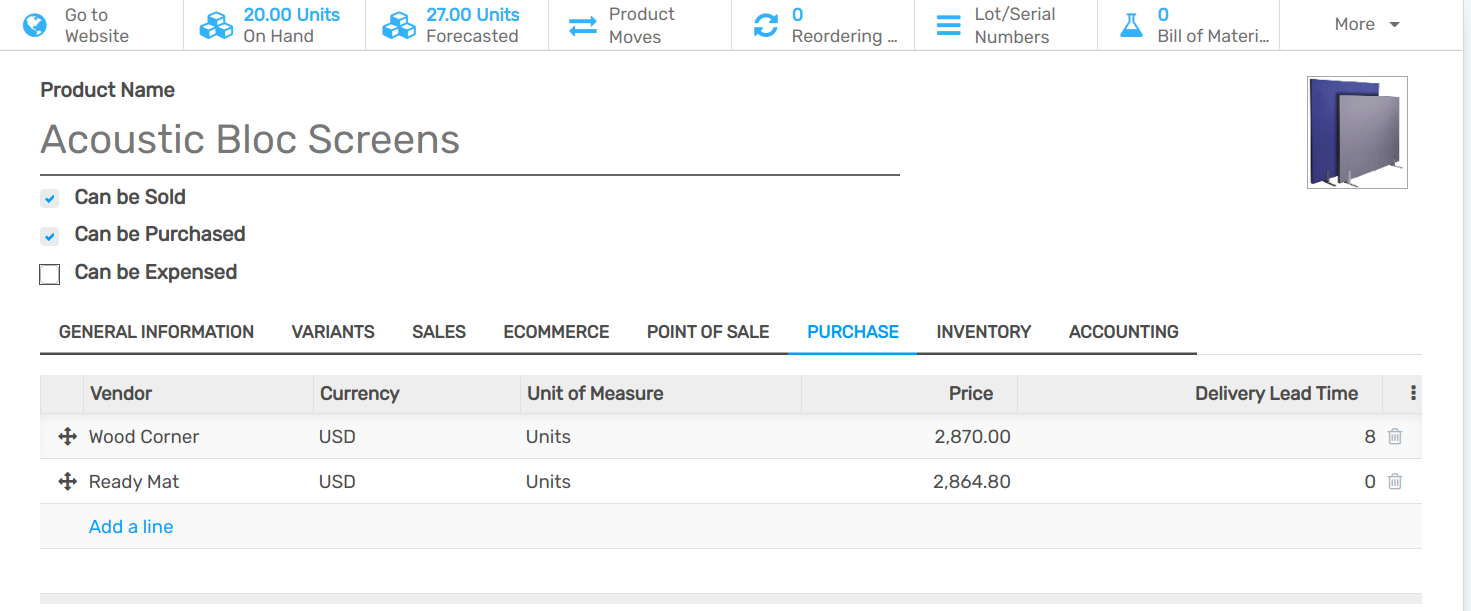 Go to Website
20.00 Units On Hand
27.00 Units Forecasted
Product Moves
0 Reordering ...
Lot/Serial Numbers
0 Bill of Materi...
More
Product Name
Acoustic Bloc Screens
Can be Sold
Can be Purchased
Can be Expensed
GENERAL INFORMATION VARIANTS SALES ECOMMERCE POINT OF SALE PURCHASE INVENTORY ACCOUNTING
Vendor Currency Unit of Measure Price Delivery Lead Time
Wood Corner USD Units 2,870.00 8
Ready Mat USD Units 2,864.80 0
Add a line